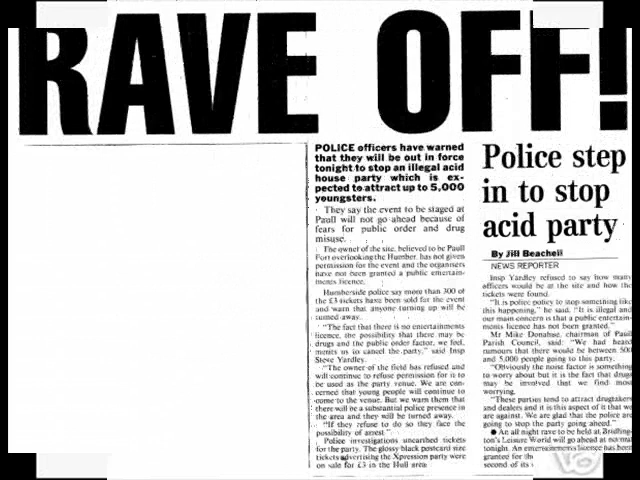 RAVE OFF!
POLICE officers have warned
that they will be out in force
tonight to stop an illegal acid
house party which is ex-
pected to attract up to 5,000
youngsters.
They say the event to be staged at
Paull will not go ahead because of
fears for public order and drug
misuse.
The owner of the site, believed to be Paull
Fort overlooking the Humber, has not given
permission for the event and the organisers
have not been granted a public entertain-
ments licence.
Humberside police say more than 300 of
the £3 tickets have been sold for the event
and warn that anyone turning up will be
turned away.
"The fact that there is no entertainments
licence, the possibility that there may be
drugs and the public order factor, we feel,
merits us to cancel the party," said Insp
Steve Yardley.
"The owner of the field has refused and
will continue to refuse permission for it to
be used as the party venue. We are con-
cerned that young people will continue to
come to the venue. But we warn them that
there will be a substantial police presence in
the area and they will be turned away.
"If they refuse to do so they face the
possibility of arrest."
Police investigations unearthed tickets
for the party. The glossy black postcard size
tickets advertising the Xpression party were
on sale for £3 in the Hull area
Police step
in to stop
acid party
By Jill Beachell
NEWS REPORTER
Insp Yardley refused to say how many
officers would be at the site and how the
tickets were found.
"It is police policy to stop something like
this happening," he said. "It is illegal and
our main concern is that a public entertain-
ments licence has not been granted."
Mr Mike Donahue, chairman of Paull
Parish Council, said: "We had heard
rumours that there would be between 500
and 5,000 people going to this party.
"Obviously the noise factor is something
to worry about but it is the fact that drugs
may be involved that we find most
worrying.
"These parties tend to attract drugtakers
and dealers and it is this aspect of it that we
are against. We are glad that the police are
going to stop the party going ahead."
● An all night rave to be held at Bridling-
ton's Leisure World will go ahead as normal
tonight. An entertainments licence has been
granted for th
second of its